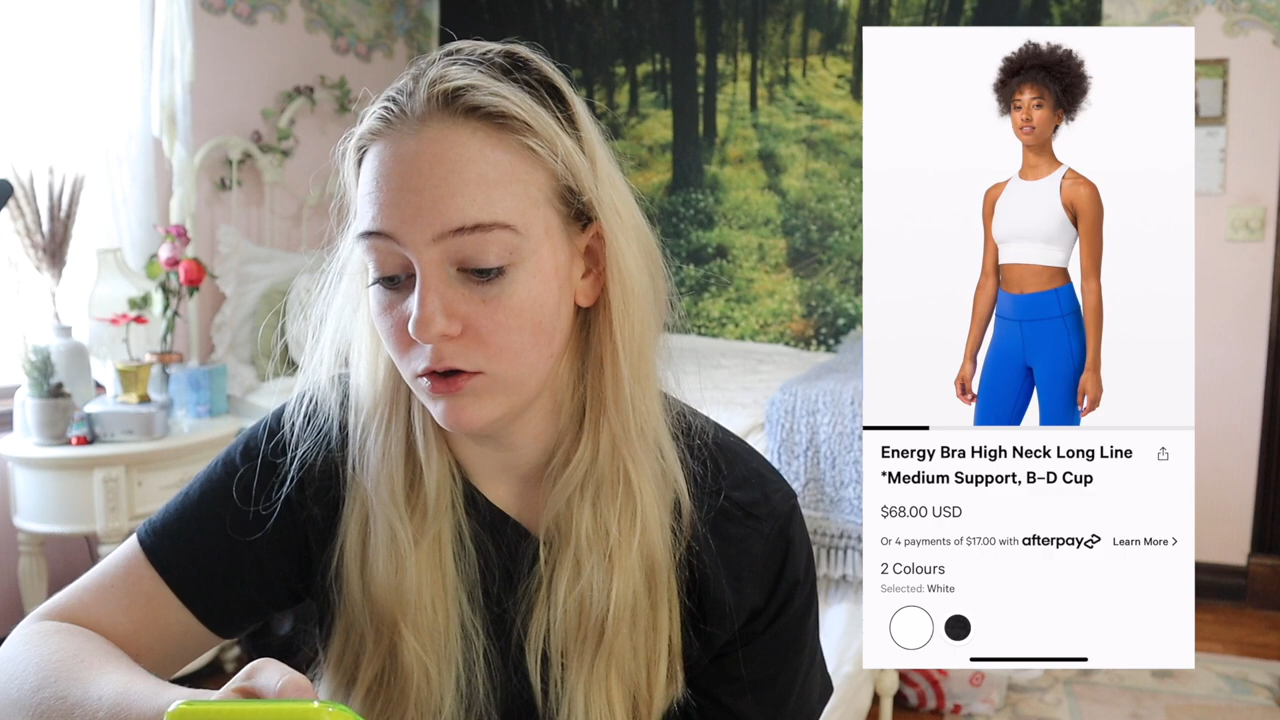 Energy Bra High Neck Long Line
*Medium Support, B–D Cup
$68.00 USD
Or 4 payments of $17.00 with afterpay Learn More
2 Colours
Selected: White